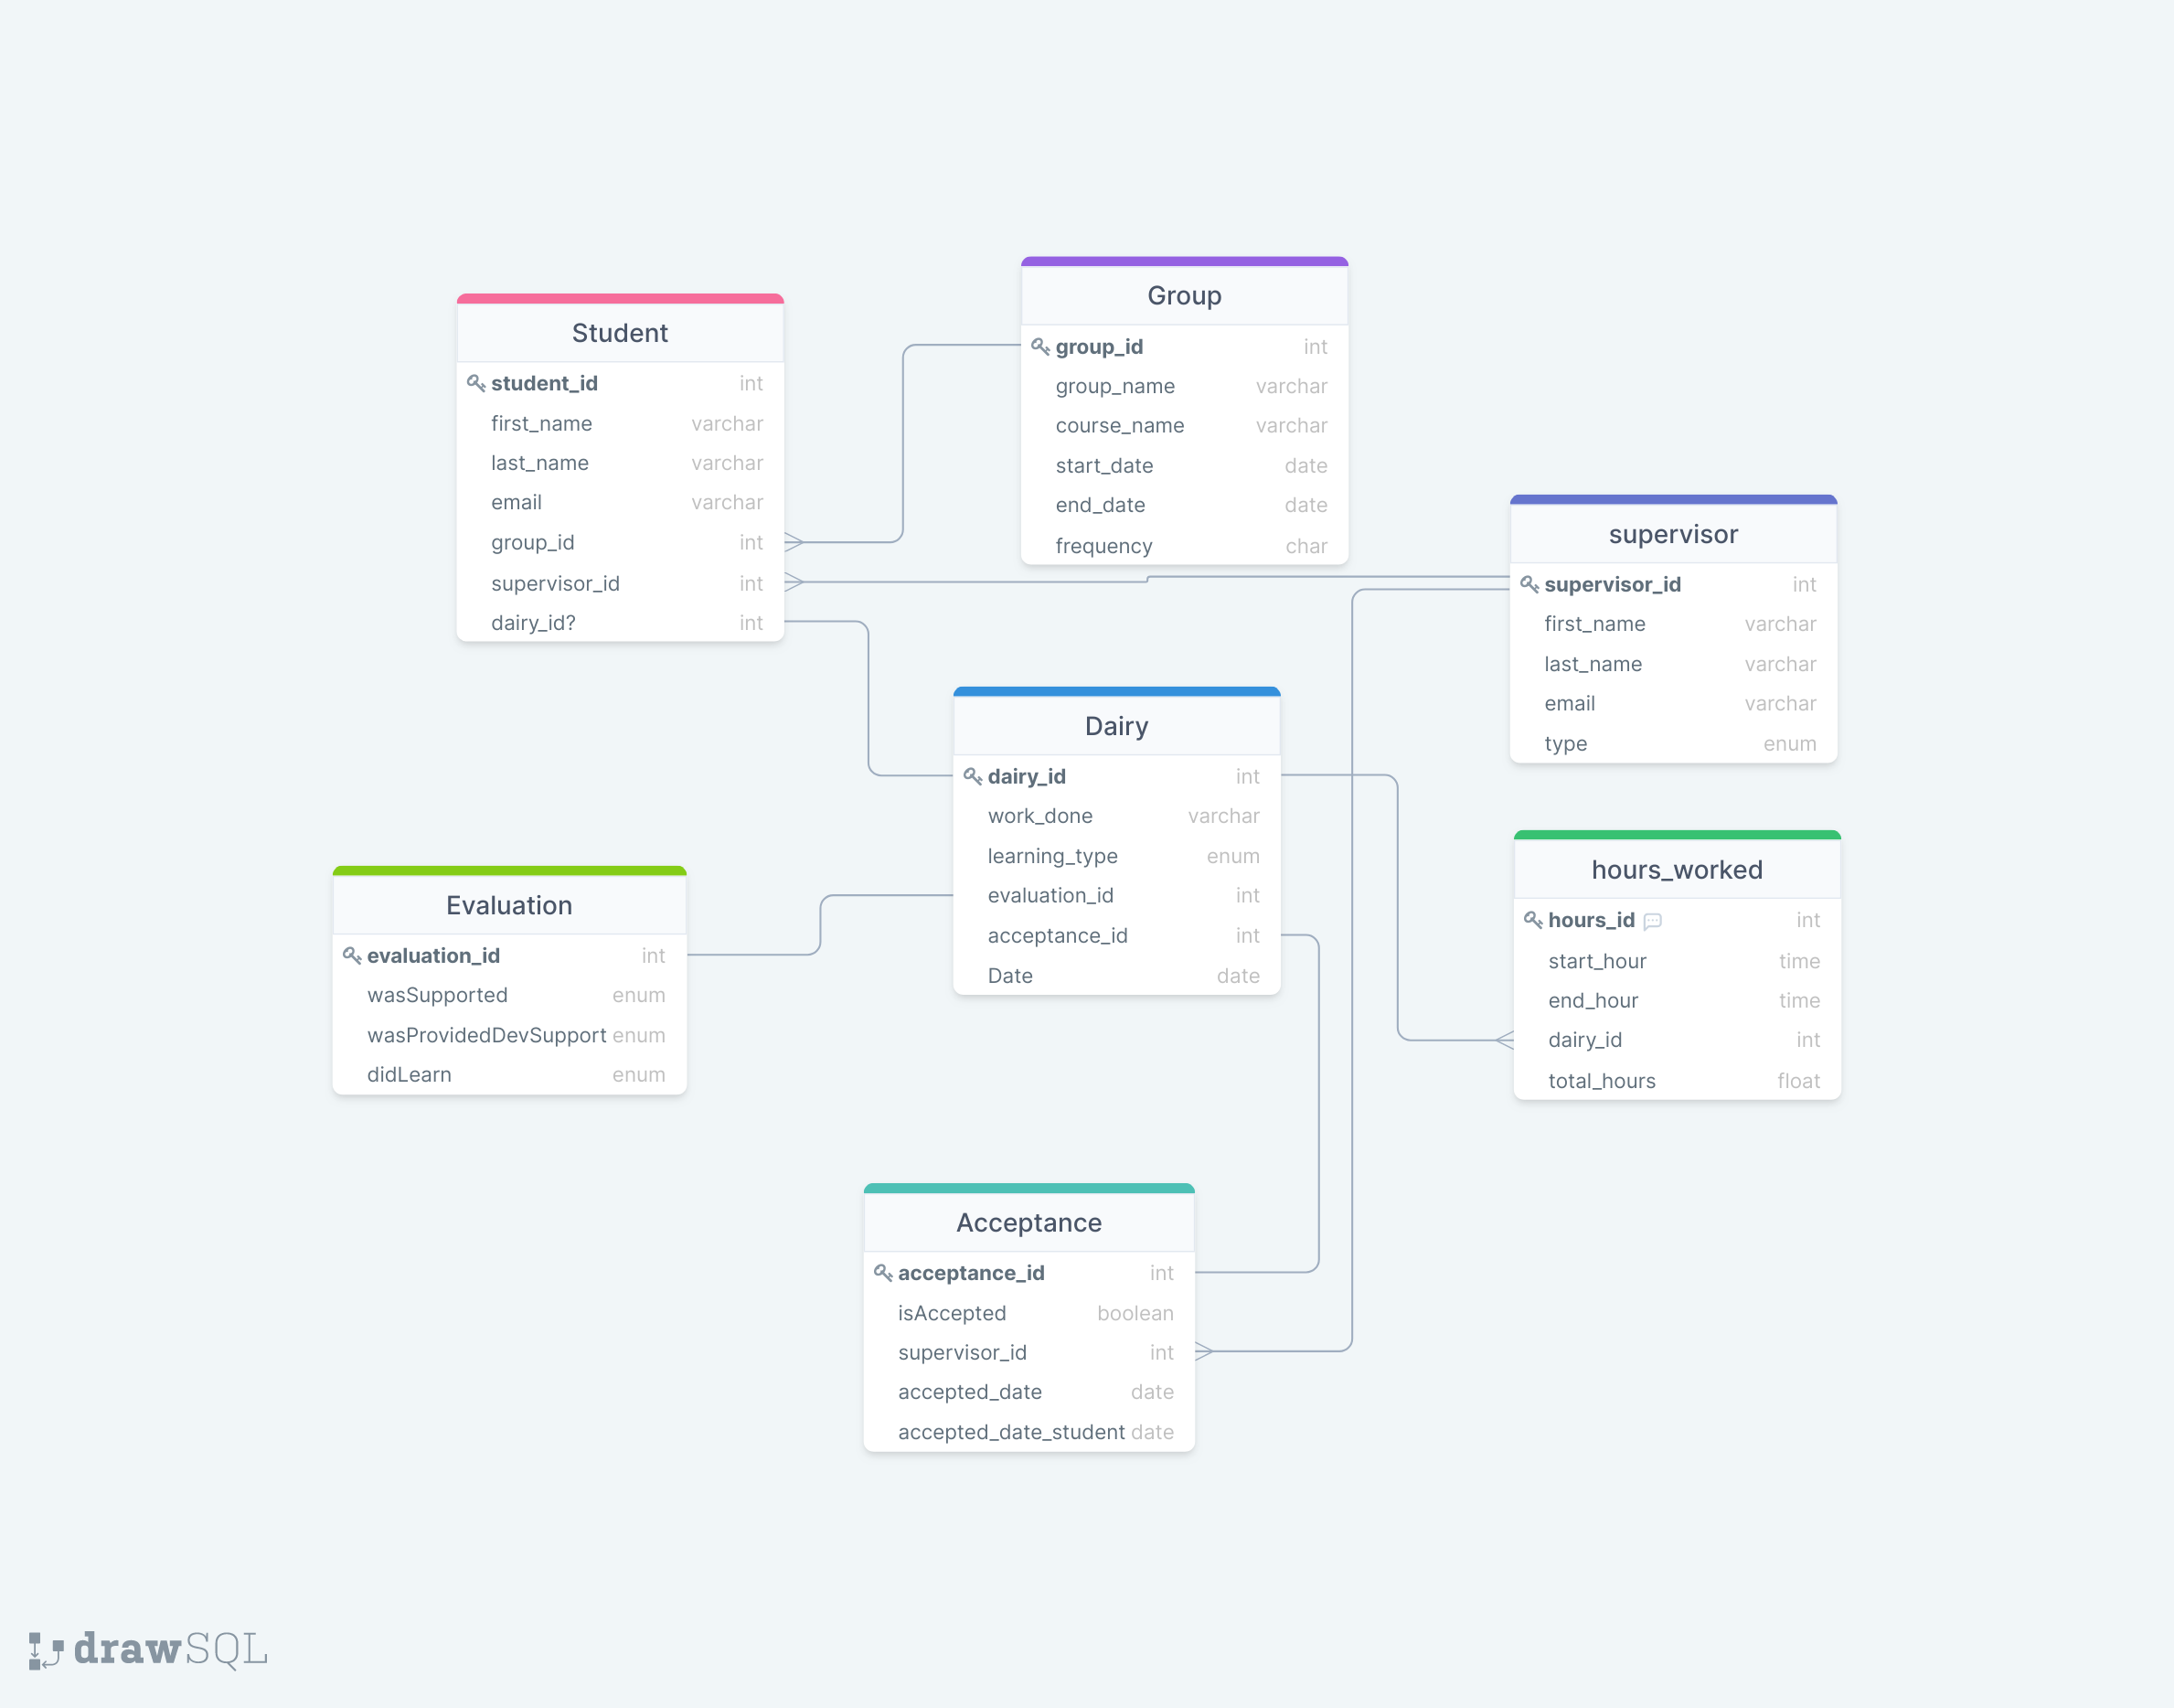 Student
student_id int
first_name varchar
last_name varchar
email varchar
group_id int
supervisor_id int
dairy_id? int
Group
group_id int
group_name varchar
course_name varchar
start_date date
end_date date
frequency char
supervisor
supervisor_id int
first_name varchar
last_name varchar
email varchar
type enum
Dairy
dairy_id int
work_done varchar
learning_type enum
evaluation_id int
acceptance_id int
Date date
Evaluation
evaluation_id int
wasSupported enum
wasProvidedDevSupport enum
didLearn enum
hours_worked
hours_id int
start_hour time
end_hour time
dairy_id int
total_hours float
Acceptance
acceptance_id int
isAccepted boolean
supervisor_id int
accepted_date date
accepted_date_student date
drawSQL